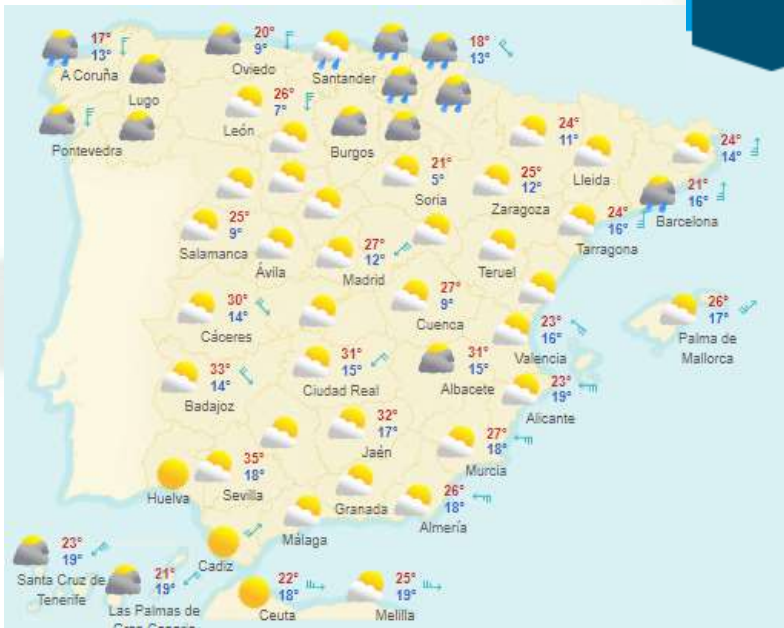 17°
13°
A Coruña
20°
9°
Oviedo
Santander
18°
13°
Lugo
26°
7°
León
Pontevedra
Burgos
24°
11°
Lleida
24°
14°
21°
5°
Soria
25°
12°
Zaragoza
21°
16°
Barcelona
24°
16°
Tarragona
25°
9°
Salamanca
Ávila
27°
12°
Madrid
Teruel
30°
14°
Cáceres
27°
9°
Cuenca
23°
16°
Valencia
26°
17°
Palma de
Mallorca
33°
14°
Badajoz
31°
15°
Ciudad Real
31°
15°
Albacete
23°
19°
Alicante
32°
17°
Jaén
27°
18°
Murcia
Huelva
35°
18°
Sevilla
Granada
26°
18°
Almería
Cadiz
Málaga
23°
19°
Santa Cruz de
Tenerife
21°
19°
Las Palmas de
Gran Canaria
22°
18°
Ceuta
25°
19°
Melilla